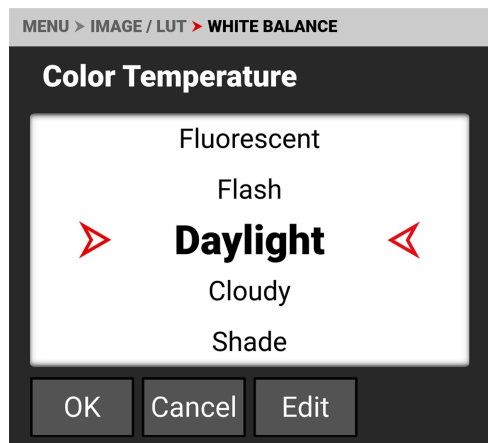 MENU > IMAGE / LUT > WHITE BALANCE
Color Temperature
Fluorescent
Flash
Daylight
Cloudy
Shade
OK Cancel Edit